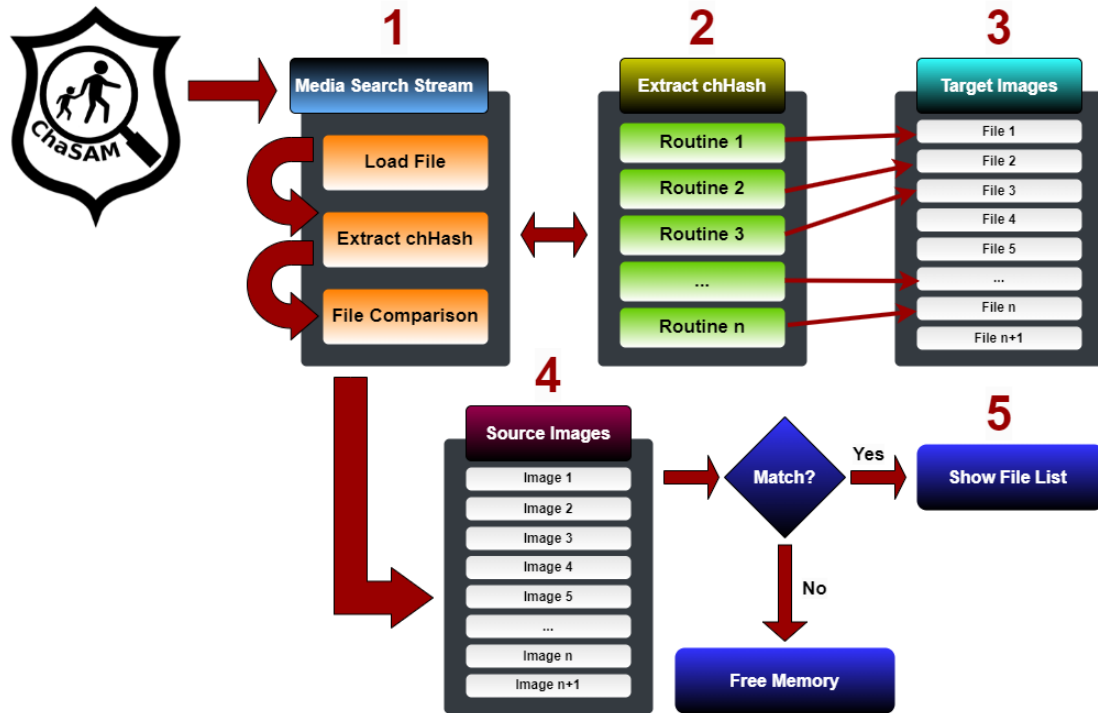 ChaSAM
1
Media Search Stream
Load File
Extract chHash
File Comparison
2
Extract chHash
Routine 1
Routine 2
Routine 3
...
Routine n
3
Target Images
File 1
File 2
File 3
File 4
File 5
...
File n
File n+1
4
Source Images
Image 1
Image 2
Image 3
Image 4
Image 5
...
Image n
Image n+1
Match?
Yes
No
5
Show File List
Free Memory